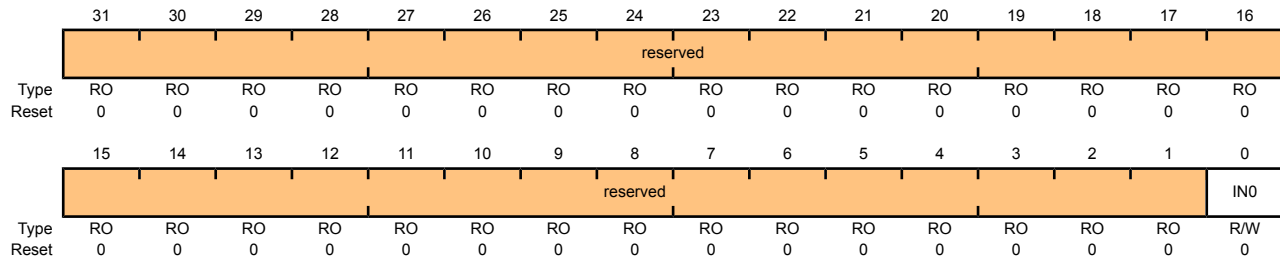 31 30 29 28 27 26 25 24 23 22 21 20 19 18 17 16
reserved
Type RO RO RO RO RO RO RO RO RO RO RO RO RO RO RO RO
Reset 0 0 0 0 0 0 0 0 0 0 0 0 0 0 0 0
15 14 13 12 11 10 9 8 7 6 5 4 3 2 1 0
reserved IN0
Type RO RO RO RO RO RO RO RO RO RO RO RO RO RO RO R/W
Reset 0 0 0 0 0 0 0 0 0 0 0 0 0 0 0 0